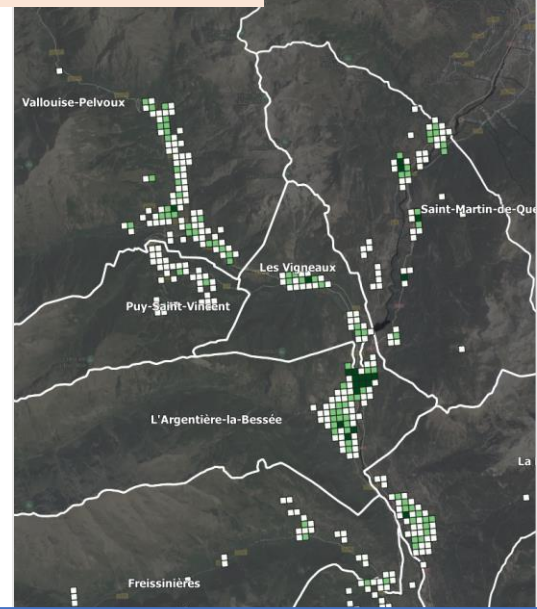 Vallouise-Pelvoux
Saint-Martin-de-Que
Les Vigneaux
Puy-Saint-Vincent
L'Argentière-la-Bessée
La
Freissinières